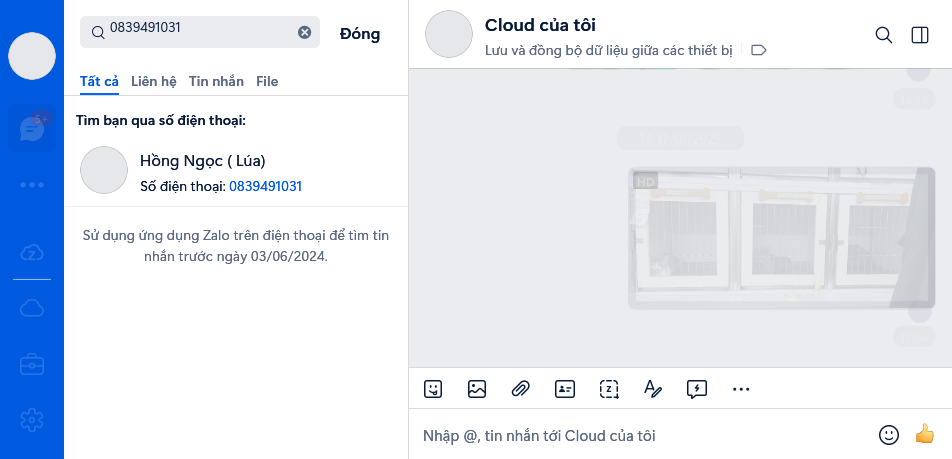 0839491031
Đóng
Tất cả Liên hệ Tin nhắn File
Tìm bạn qua số điện thoại:
Hồng Ngọc ( Lúa)
Số điện thoại: 0839491031
Sử dụng ứng dụng Zalo trên điện thoại để tìm tin
nhắn trước ngày 03/06/2024.
5+
Cloud của tôi
Lưu và đồng bộ dữ liệu giữa các thiết bị
HD
Nhập @, tin nhắn tới Cloud của tôi